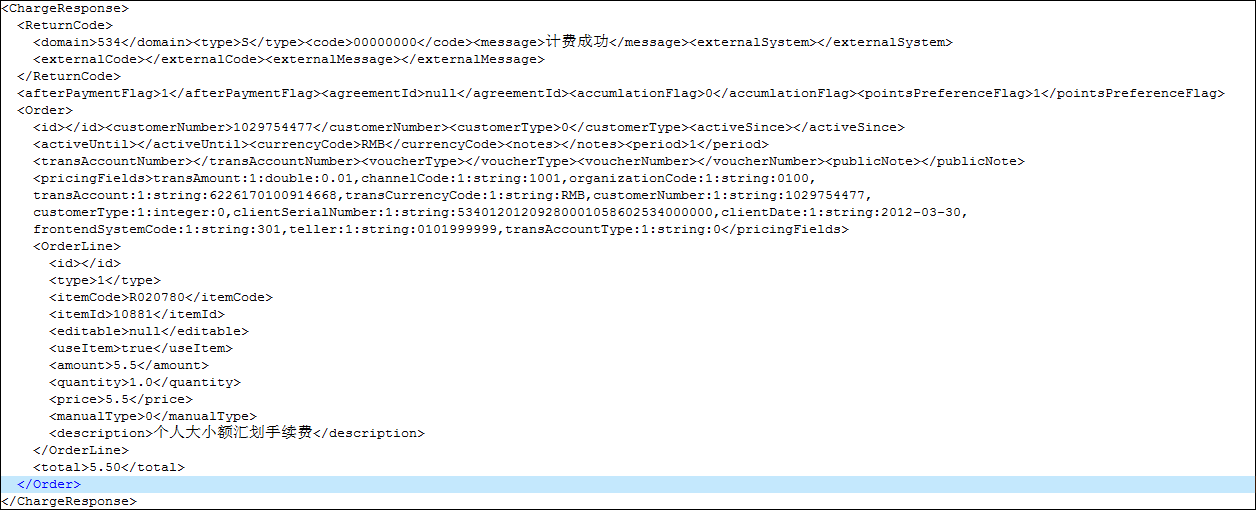 <ChargeResponse>
<ReturnCode>
<domain>534</domain><type>S</type><code>00000000</code><message>计费成功</message><externalSystem></externalSystem>
<externalCode></externalCode><externalMessage></externalMessage>
</ReturnCode>
<afterPaymentFlag>1</afterPaymentFlag><agreementId>null</agreementId><accumlationFlag>0</accumlationFlag><pointsPreferenceFlag>1</pointsPreferenceFlag>
<Order>
<id></id><customerNumber>1029754477</customerNumber><customerType>0</customerType><activeSince></activeSince>
<activeUntil></activeUntil><currencyCode>RMB</currencyCode><notes></notes><period>1</period>
<transAccountNumber></transAccountNumber><voucherType></voucherType><voucherNumber></voucherNumber><publicNote></publicNote>
<pricingFields>transAmount:1:double:0.01,channelCode:1:string:1001,organizationCode:1:string:0100,
transAccount:1:string:6226170100914668,transCurrencyCode:1:string:RMB,customerNumber:1:string:1029754477,
customerType:1:integer:0,clientSerialNumber:1:string:53401201209280001058602534000000,clientDate:1:string:2012-03-30,
frontendSystemCode:1:string:301,teller:1:string:0101999999,transAccountType:1:string:0</pricingFields>
<OrderLine>
<id></id>
<type>1</type>
<itemCode>R020780</itemCode>
<itemId>10881</itemId>
<editable>null</editable>
<useItem>true</useItem>
<amount>5.5</amount>
<quantity>1.0</quantity>
<price>5.5</price>
<manualType>0</manualType>
<description>个人大小额汇划手续费</description>
</OrderLine>
<total>5.50</total>
</Order>
</ChargeResponse>